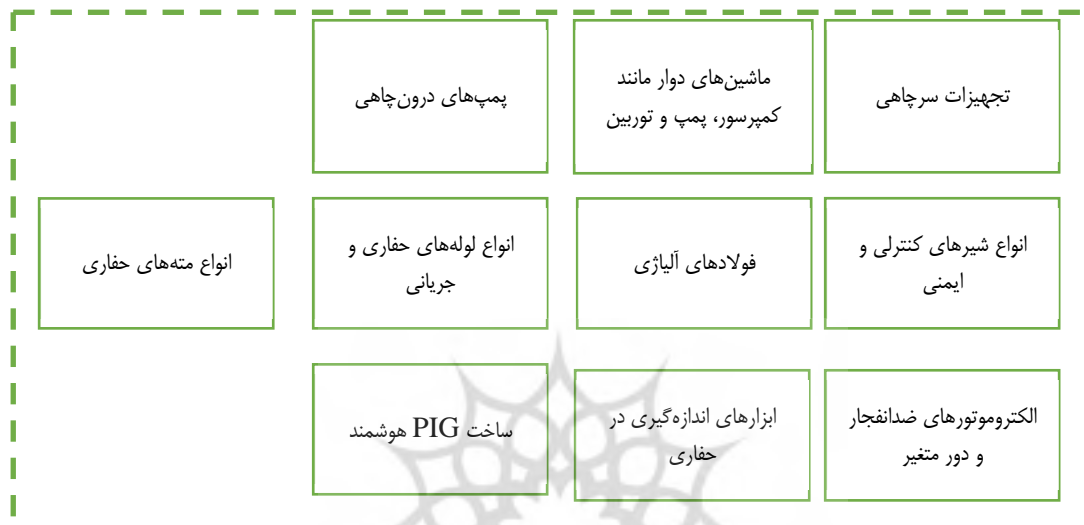 تجهیزات سرچاهی
ماشین‌های دوار مانند
کمپرسور، پمپ و توربین
پمپ‌های درون‌چاهی
انواع شیرهای کنترلی و
ایمنی
فولادهای آلیاژی
انواع لوله‌های حفاری و
جریانی
انواع مته‌های حفاری
الکتروموتورهای ضدانفجار
و دور متغیر
ابزارهای اندازه‌گیری در
حفاری
ساخت PIG هوشمند